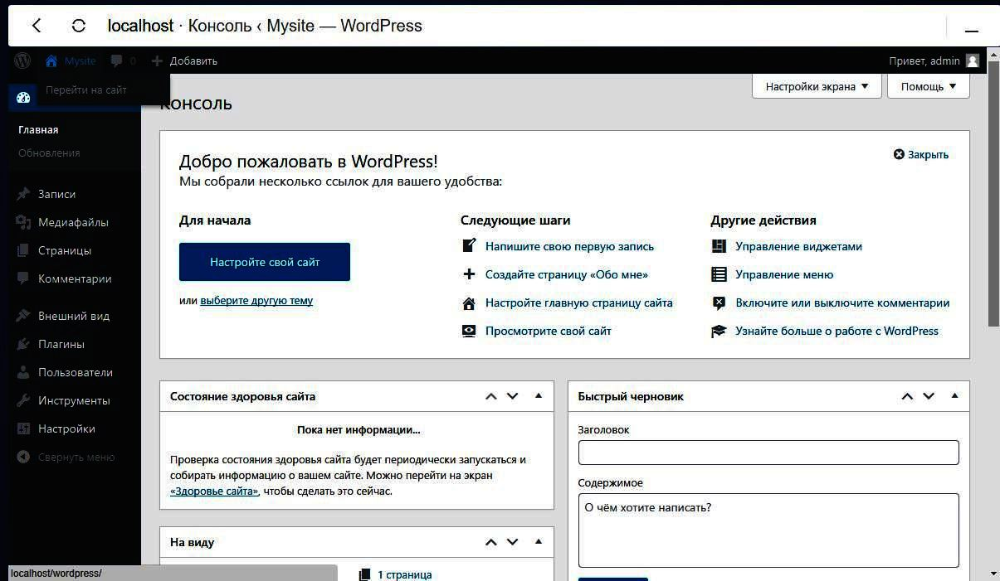 localhost · Консоль ‹ Mysite — WordPress
Mysite 0 Добавить Привет, admin
Перейти на сайт
Настройки экрана Помощь
Консоль
Главная
Обновления
Записи
Медиафайлы
Страницы
Комментарии
Внешний вид
Плагины
Пользователи
Инструменты
Настройки
Свернуть меню
Добро пожаловать в WordPress!
Закрыть
Мы собрали несколько ссылок для вашего удобства:
Для начала
Настройте свой сайт
или выберите другую тему
Следующие шаги
Напишите свою первую запись
Создайте страницу «Обо мне»
Настройте главную страницу сайта
Просмотрите свой сайт
Другие действия
Управление виджетами
Управление меню
Включите или выключите комментарии
Узнайте больше о работе с WordPress
Состояние здоровья сайта
Пока нет информации...
Проверка состояния здоровья сайта будет периодически запускаться и
собирать информацию о вашем сайте. Можно перейти на экран
«Здоровье сайта», чтобы сделать это сейчас.
На виду
1 страница
Быстрый черновик
Заголовок
Содержимое
О чём хотите написать?
localhost/wordpress/